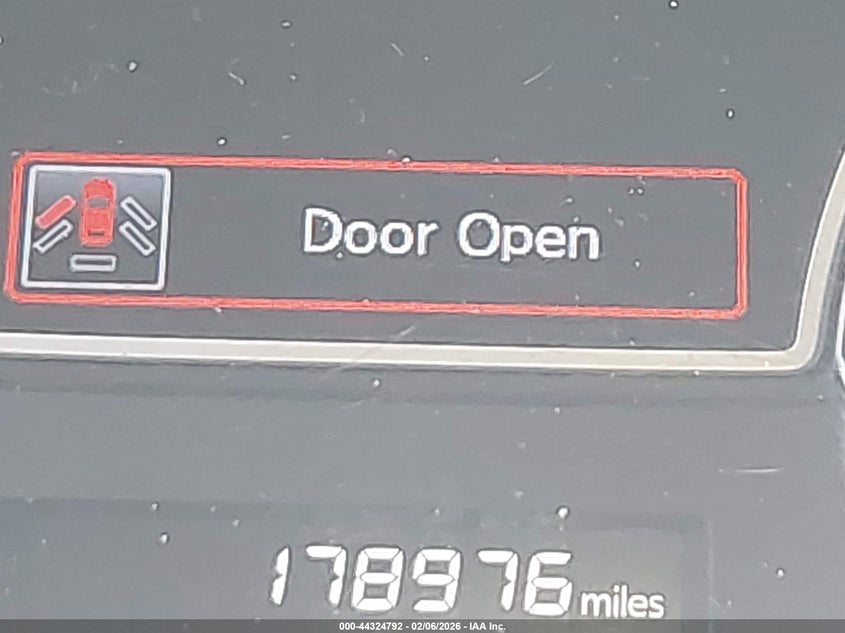 Door Open
178976 miles
000-44324792 - 02/06/2026 - IAA Inc.